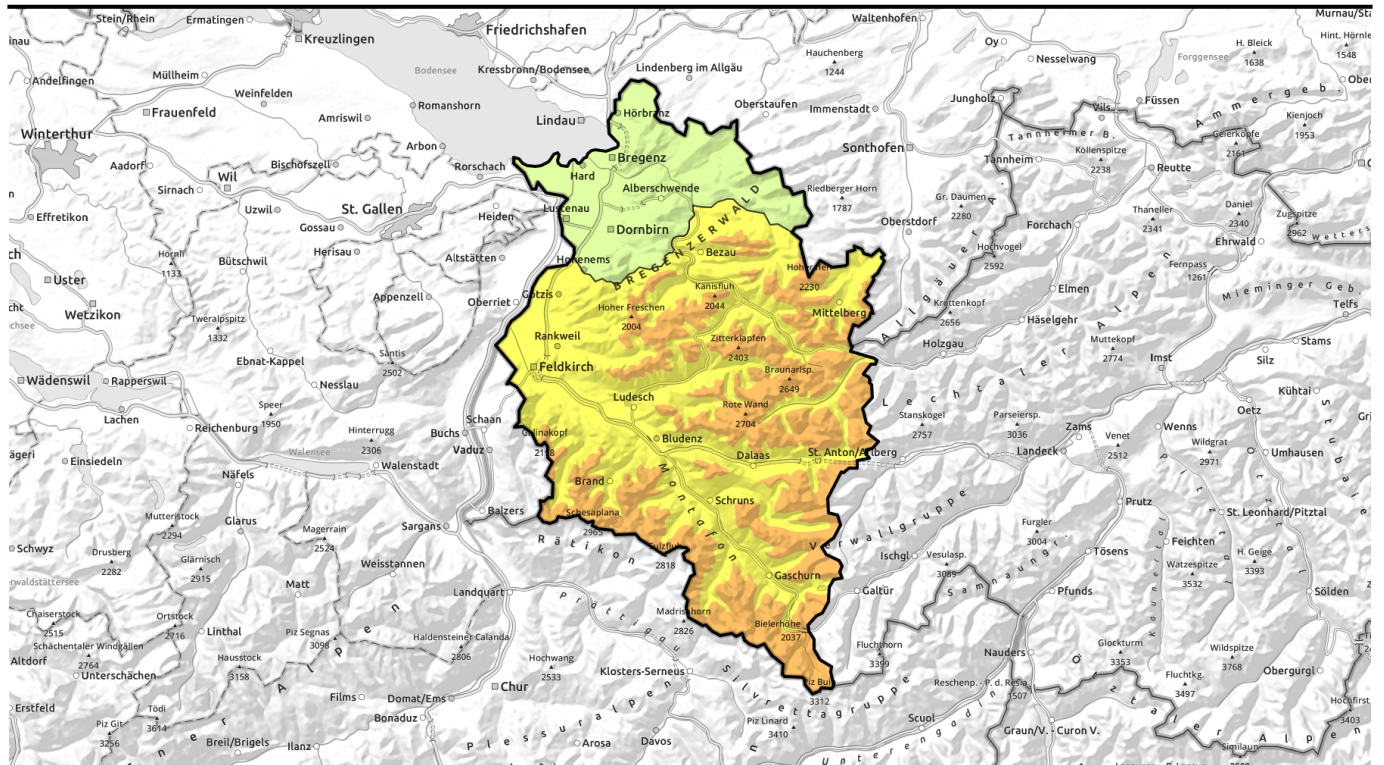 Stein/Rhein
Ermatingen
Kreuzlingen
Friedrichshafen
Waltenhofen
Murnau/Sta
inau
Oy
H. Bleick
1638
Hint. Hörnle
1548
Andelfingen
Müllheim
Bodensee
Kressbronn/Bodensee
Lindenberg im Allgäu
Hauchenberg
1244
Nesselwang
Forggensee
Ober
Weinfelden
Romanshorn
Oberstaufen
Immenstadt
Jungholz
Vils
Füssen
Ammergeb.
Frauenfeld
Amriswil
Lindau
Hörbranz
Kienjoch
1953
Winterthur
Arbon
Bregenz
Sonthofen
Tannheimer B.
Geierköpfe
2161
Aadorf
Wil
Bischofszell
Rorschach
Hard
Tannheim
Köllenspitze
2238
Reutte
Sirnach
Alberschwende
Riedberger Horn
1787
Gr. Daumen
2280
Uzwil
St. Gallen
Heiden
Lustenau
Dornbirn
BREGENZERWALD
Oberstdorf
Thaneller
2341
Daniel
2340
Zugspitze
2962
Effretikon
Gossau
Forchach
Ehrwald
Wetters
Hörnli
1133
Bütschwil
Herisau
Altstätten
Hohenems
Bezau
Hochvogel
2592
ch
Uster
Fernpass
1261
Appenzell
Oberriet
Götzis
Kanisfluh
2044
2230
Elmen
Mieminger Geb.
Wetzikon
Tweralpspitz
1332
Hoher Freschen
2004
Mittelberg
Krottenkopf
2656
Allgäuer A.
Häselgehr
Telfs
Rankweil
Zitterklapfen
2403
Holzgau
Muttekopf
2774
Imst
Stams
Silz
Ebnat-Kappel
Säntis
2502
Feldkirch
Braunarlsp.
2649
Lechtaler Alpen
Wädenswil
Rapperswil
Nesslau
Kühtai
Lachen
Speer
1950
Ludesch
Rote Wand
2704
Stanskogel
2757
Parseiersp.
3036
Oetz
Reichenburg
Hinterrugg
2306
Buchs
Schaan
Zams
Wenns
Venet
2512
Wildgrat
2971
Walensee
Vaduz
Bludenz
Dalaas
St. Anton/Arlberg
Landeck
Umhausen
Einsiedeln
Näfels
Walenstadt
Brand
Montafon
Schruns
Prutz
Mutteristock
2294
Glarus
Magerrain
2524
Sargans
Balzers
Schesaplana
2965
Verwallgruppe
Furgler
3004
St. Leonhard/Pitztal
Schwyz
Drusberg
2282
Glärnisch
2915
Rätikon
2818
Ischgl
Vesulasp.
3089
Tösens
Feichten
H. Geige
3393
Weisstannen
Gaschurn
Samnaungr.
Watzespitze
3532
Matt
Landquart
Galtür
Pfunds
Kaunertal
Sölden
Chaiserstock
2515
Ortstock
2716
Linthal
Piz Segnas
3098
Haldensteiner Calanda
2806
Prättigau
Madrisahorn
2826
Bielerhöhe
2037
Schächentaler Windgällen
2764
Altdorf
Hausstock
3158
Hochwang
2533
Klosters-Serneus
Fluchthorn
3399
Nauders
Glockturm
3353
Wildspitze
3768
Unterschächen
Chur
Silvrettagruppe
Obergurgl
Films
Domat/Ems
Piz Bui
3312
Reschenp. - P. d. Resia
1507
Fluchtkg.
3497
Erstfeld
Tödi
3614
Bonaduz
Plessuralpen
Piz Linard
3410
Scuol
Hochfirst
3403
Piz Git
3256
Breil/Brigels
Ilanz
Arosa
Davos
Unterengadin
Graun/V. - Curon V.
Ötztaler Alpen
Similaun